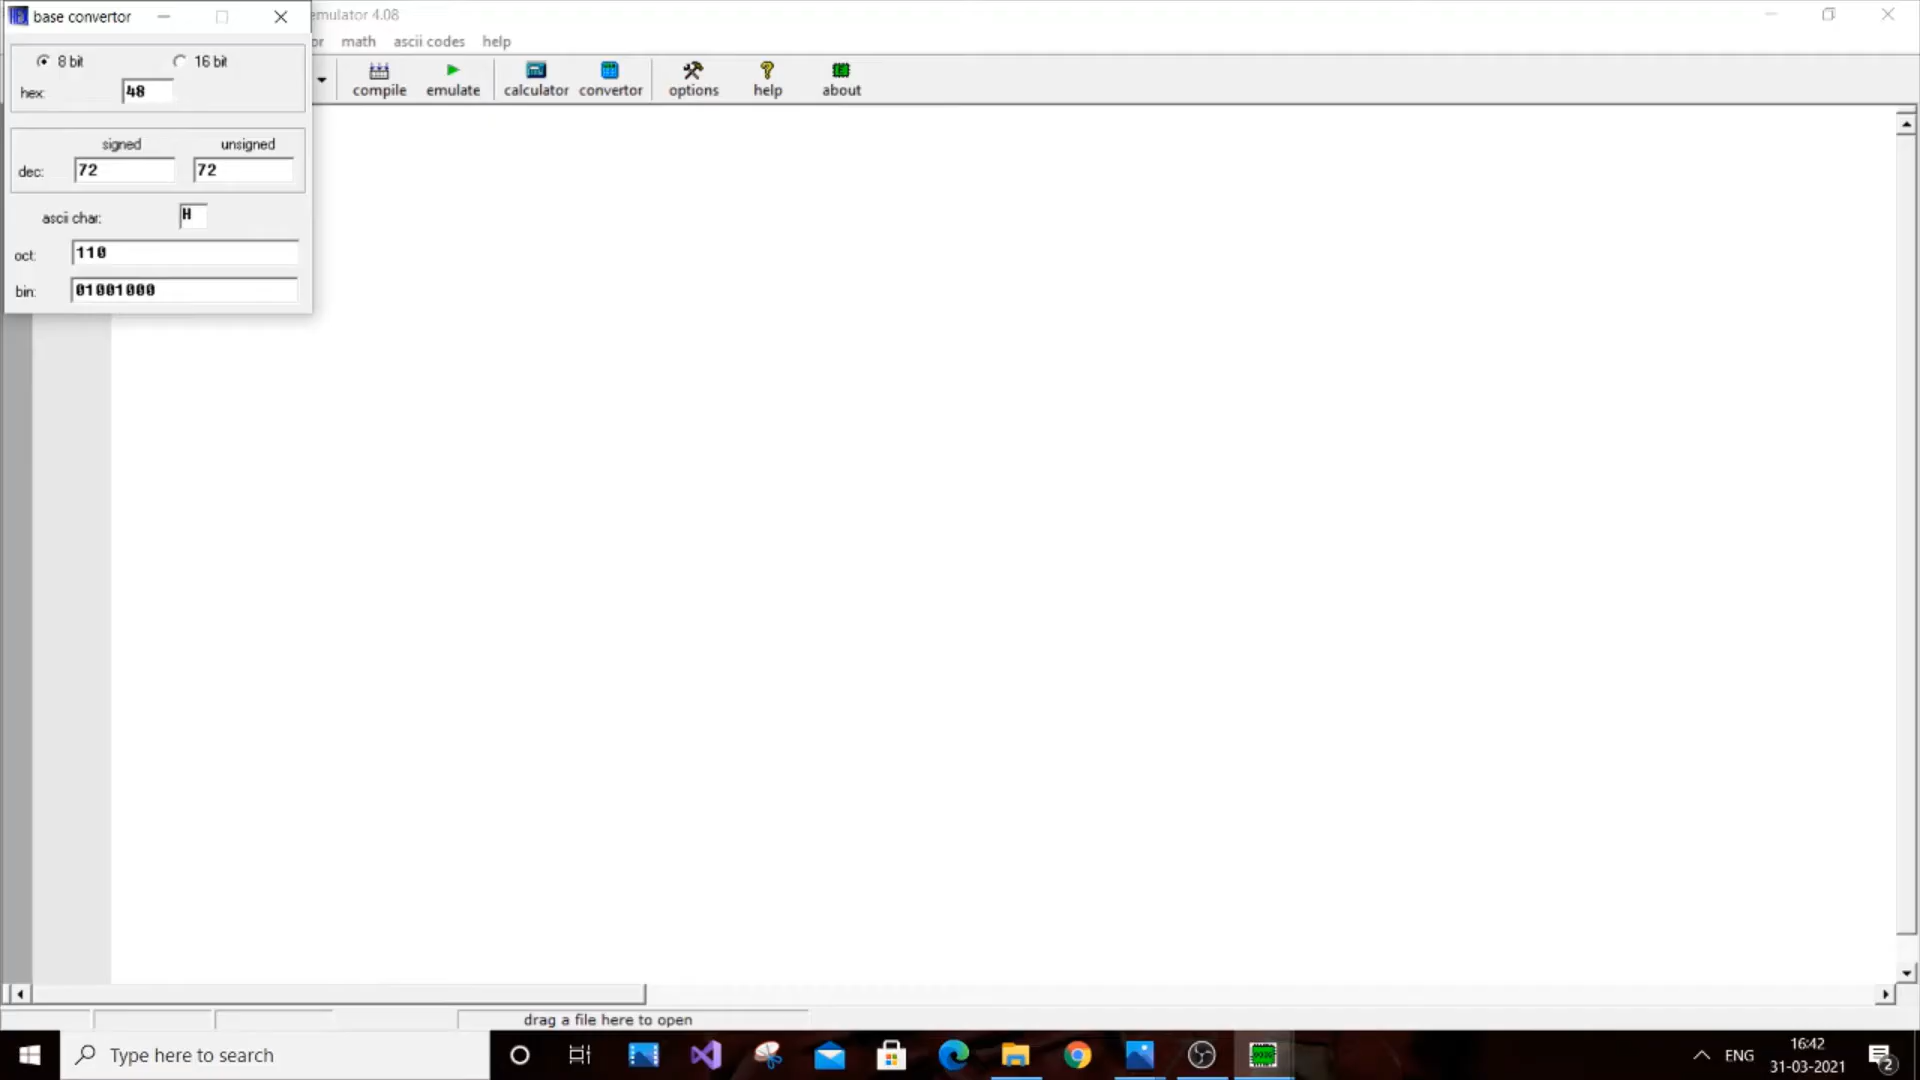 base convertor
emulator 4.08
math ascii codes help
8 bit 16 bit
hex: 48
compile emulate calculator convertor options help about
signed unsigned
dec: 72 72
ascii char: H
oct: 110
bin: 01001000
drag a file here to open
Type here to search
ENG
16:42
31-03-2021
2